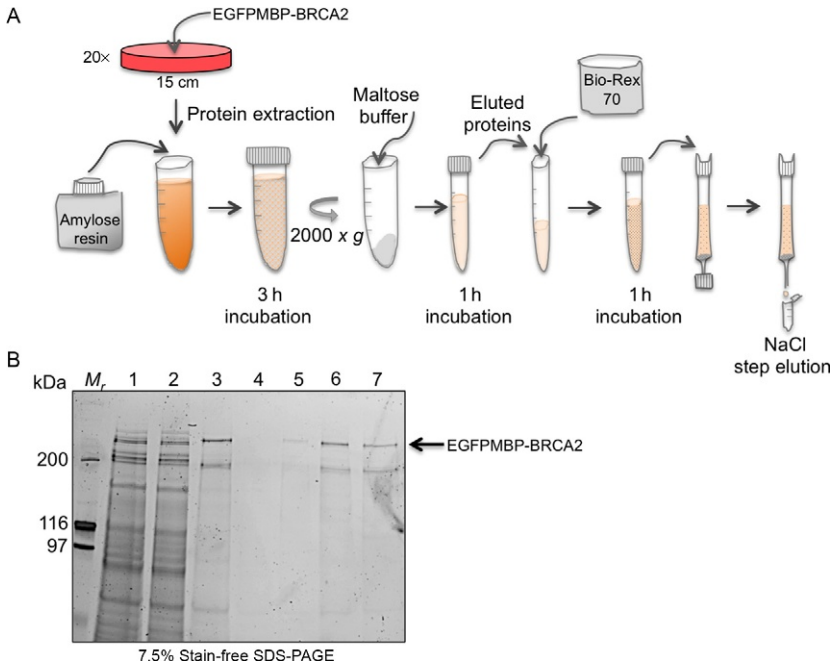 A
EGFPMBP-BRCA2
20×
15 cm
Protein extraction
Amylose
resin
3 h
incubation
2000 x g
Maltose
buffer
1 h
incubation
Eluted
proteins
Bio-Rex
70
1 h
incubation
NaCl
step elution
B
kDa Mr 1 2 3 4 5 6 7
EGFPMBP-BRCA2
200
116
97
7.5% Stain-free SDS-PAGE